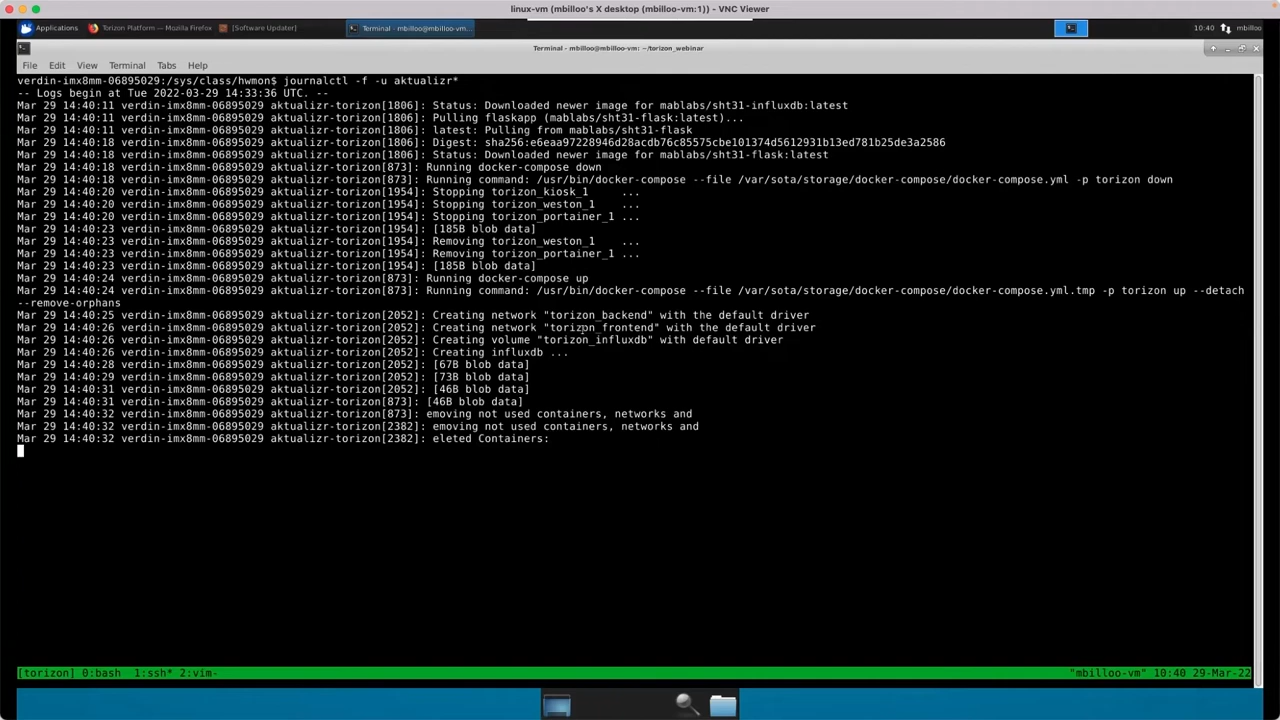 linux-vm (mbilloo's X desktop (mbilloo-vm:1)) - VNC Viewer
Applications Torizon Platform — Mozilla Firefox [Software Updater] Terminal - mbilloo@mbilloo-vm... 10:40 mbilloo
Terminal - mbilloo@mbilloo-vm: ~/torizon_webinar
File Edit View Terminal Tabs Help
verdin-imx8mm-06895029:/sys/class/hwmon$ journalctl -f -u aktualizr*
-- Logs begin at Tue 2022-03-29 14:33:36 UTC. --
Mar 29 14:40:11 verdin-imx8mm-06895029 aktualizr-torizon[1806]: Status: Downloaded newer image for mablabs/sht31-influxdb:latest
Mar 29 14:40:11 verdin-imx8mm-06895029 aktualizr-torizon[1806]: Pulling flaskapp (mablabs/sht31-flask:latest)...
Mar 29 14:40:11 verdin-imx8mm-06895029 aktualizr-torizon[1806]: latest: Pulling from mablabs/sht31-flask
Mar 29 14:40:18 verdin-imx8mm-06895029 aktualizr-torizon[1806]: Digest: sha256:e6eaa97228946d28acdb76c85575cbe101374d5612931b13ed781b25de3a2586
Mar 29 14:40:18 verdin-imx8mm-06895029 aktualizr-torizon[1806]: Status: Downloaded newer image for mablabs/sht31-flask:latest
Mar 29 14:40:18 verdin-imx8mm-06895029 aktualizr-torizon[873]: Running docker-compose down
Mar 29 14:40:18 verdin-imx8mm-06895029 aktualizr-torizon[873]: Running command: /usr/bin/docker-compose --file /var/sota/storage/docker-compose/docker-compose.yml -p torizon down
Mar 29 14:40:20 verdin-imx8mm-06895029 aktualizr-torizon[1954]: Stopping torizon_kiosk_1 ...
Mar 29 14:40:20 verdin-imx8mm-06895029 aktualizr-torizon[1954]: Stopping torizon_weston_1 ...
Mar 29 14:40:20 verdin-imx8mm-06895029 aktualizr-torizon[1954]: Stopping torizon_portainer_1 ...
Mar 29 14:40:23 verdin-imx8mm-06895029 aktualizr-torizon[1954]: [185B blob data]
Mar 29 14:40:23 verdin-imx8mm-06895029 aktualizr-torizon[1954]: Removing torizon_weston_1 ...
Mar 29 14:40:23 verdin-imx8mm-06895029 aktualizr-torizon[1954]: Removing torizon_portainer_1 ...
Mar 29 14:40:23 verdin-imx8mm-06895029 aktualizr-torizon[1954]: [185B blob data]
Mar 29 14:40:24 verdin-imx8mm-06895029 aktualizr-torizon[873]: Running docker-compose up
Mar 29 14:40:24 verdin-imx8mm-06895029 aktualizr-torizon[873]: Running command: /usr/bin/docker-compose --file /var/sota/storage/docker-compose/docker-compose.yml.tmp -p torizon up --detach
--remove-orphans
Mar 29 14:40:25 verdin-imx8mm-06895029 aktualizr-torizon[2052]: Creating network "torizon_backend" with the default driver
Mar 29 14:40:26 verdin-imx8mm-06895029 aktualizr-torizon[2052]: Creating network "torizon_frontend" with the default driver
Mar 29 14:40:26 verdin-imx8mm-06895029 aktualizr-torizon[2052]: Creating volume "torizon_influxdb" with default driver
Mar 29 14:40:26 verdin-imx8mm-06895029 aktualizr-torizon[2052]: Creating influxdb ...
Mar 29 14:40:28 verdin-imx8mm-06895029 aktualizr-torizon[2052]: [67B blob data]
Mar 29 14:40:29 verdin-imx8mm-06895029 aktualizr-torizon[2052]: [73B blob data]
Mar 29 14:40:31 verdin-imx8mm-06895029 aktualizr-torizon[2052]: [46B blob data]
Mar 29 14:40:31 verdin-imx8mm-06895029 aktualizr-torizon[873]: [46B blob data]
Mar 29 14:40:32 verdin-imx8mm-06895029 aktualizr-torizon[873]: emoving not used containers, networks and
Mar 29 14:40:32 verdin-imx8mm-06895029 aktualizr-torizon[2382]: emoving not used containers, networks and
Mar 29 14:40:32 verdin-imx8mm-06895029 aktualizr-torizon[2382]: eleted Containers:
[torizon] 0:bash 1:ssh* 2:vim- "mbilloo-vm" 10:40 29-Mar-22